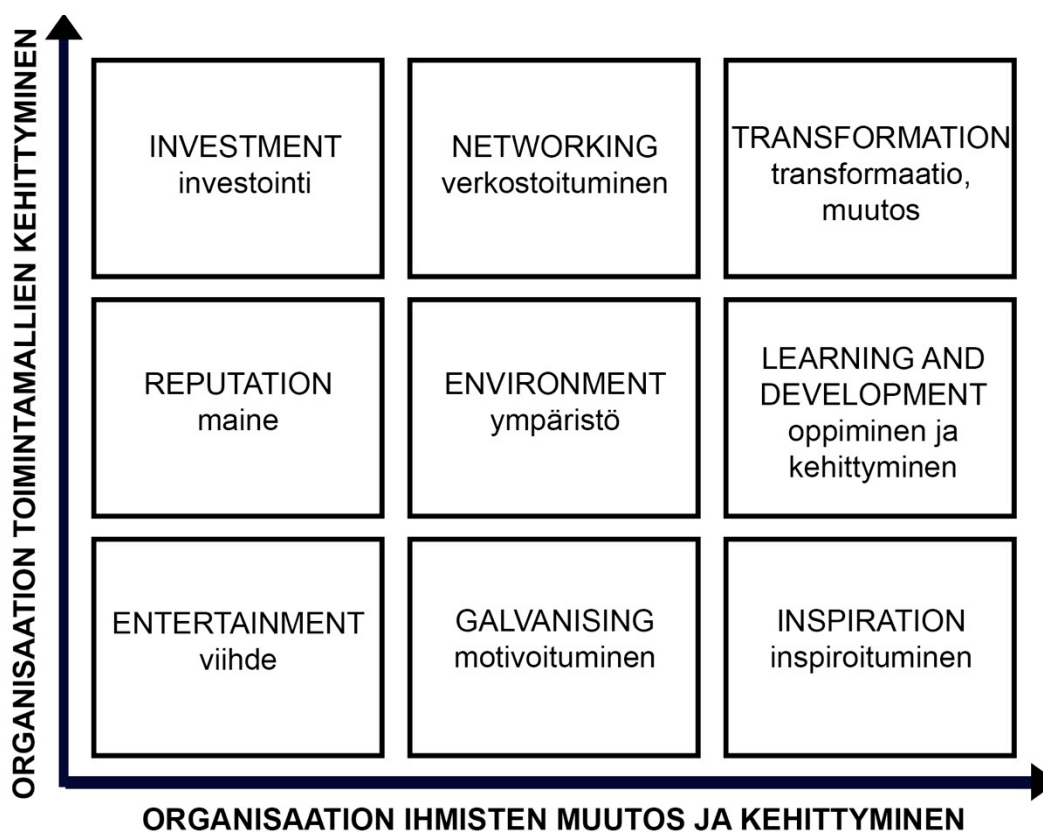 ORGANISAATION TOIMINTAMALLIEN KEHITTYMINEN
INVESTMENT
investointi
NETWORKING
verkostoituminen
TRANSFORMATION
transformaatio,
muutos
REPUTATION
maine
ENVIRONMENT
ympäristö
LEARNING AND
DEVELOPMENT
oppiminen ja
kehittyminen
ENTERTAINMENT
viihde
GALVANISING
motivoituminen
INSPIRATION
inspiroituminen
ORGANISAATION IHMISTEN MUUTOS JA KEHITTYMINEN